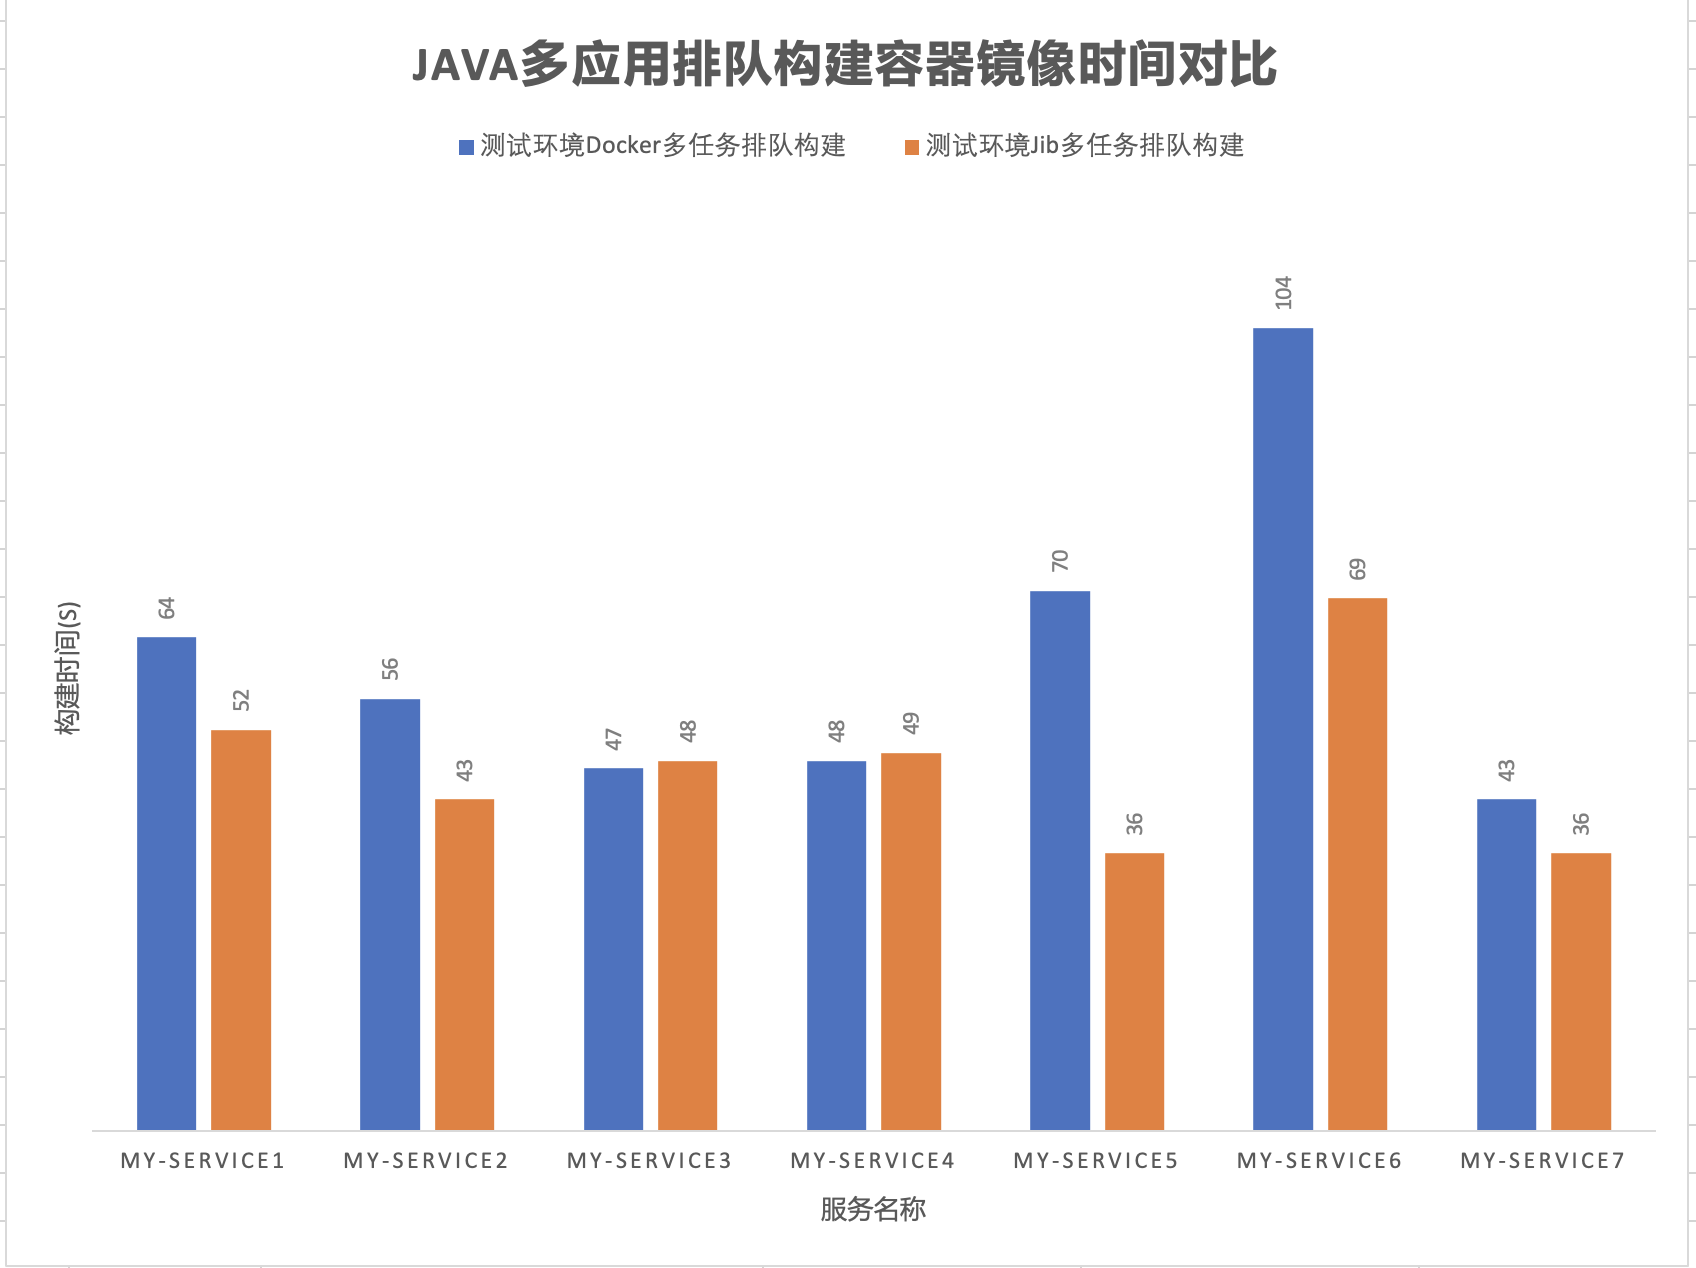 JAVA多应用排队构建容器镜像时间对比
测试环境Docker多任务排队构建 测试环境Jib多任务排队构建
构建时间(S)
64 52 56 43 47 48 48 49 70 36 104 69 43 36
MY-SERVICE1 MY-SERVICE2 MY-SERVICE3 MY-SERVICE4 MY-SERVICE5 MY-SERVICE6 MY-SERVICE7
服务名称